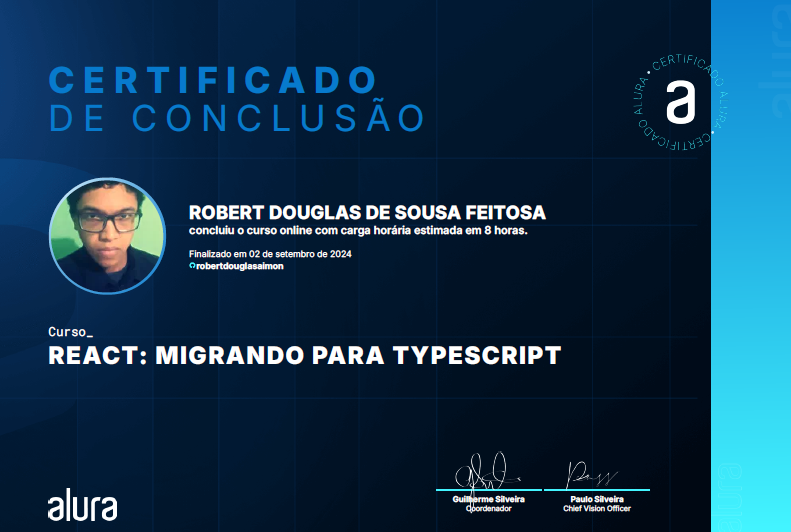 CERTIFICADO
DE CONCLUSÃO
CERTIFICADO ALURA • CERTIFICADO ALURA •
a
alura
ROBERT DOUGLAS DE SOUSA FEITOSA
concluiu o curso online com carga horária estimada em 8 horas.
Finalizado em 02 de setembro de 2024
robertdouglasaimon
Curso_
REACT: MIGRANDO PARA TYPESCRIPT
alura
Guilherme Silveira
Coordenador
Paulo Silveira
Chief Vision Officer
alura